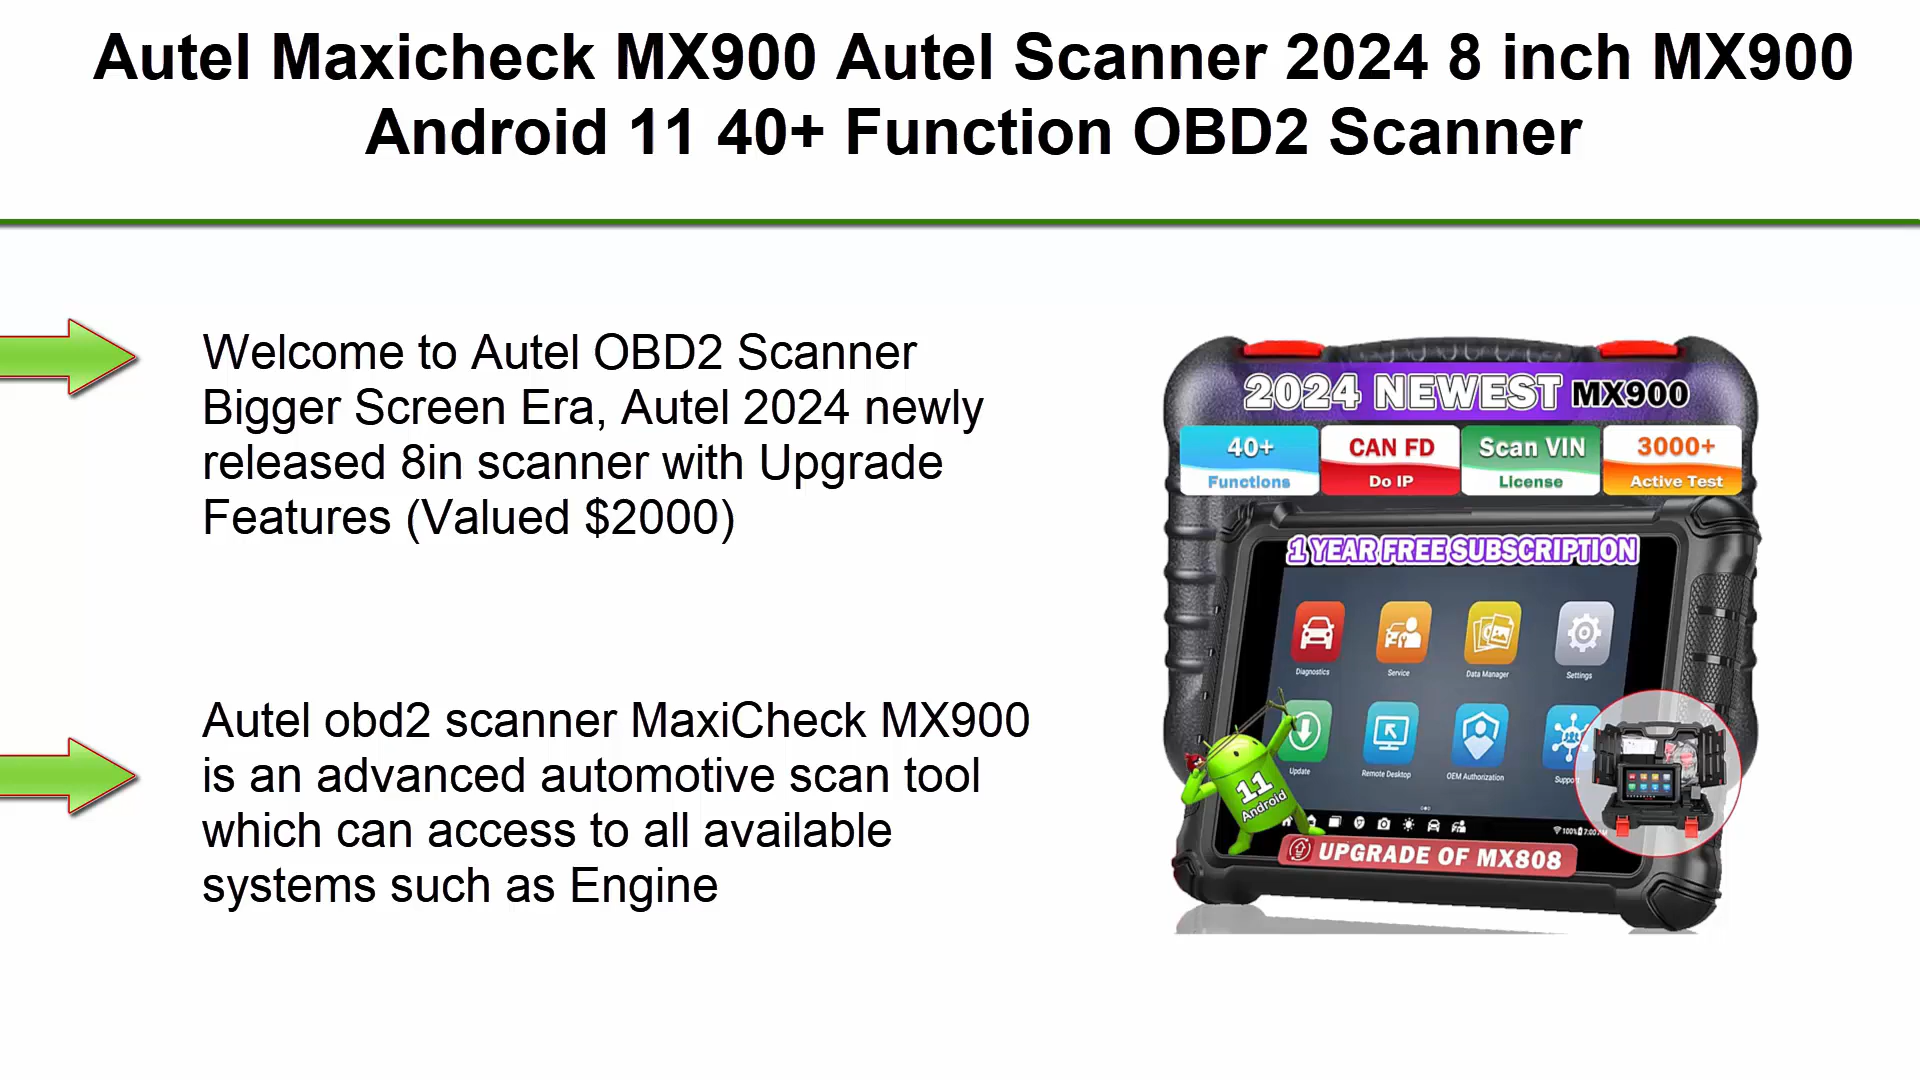 Autel Maxicheck MX900 Autel Scanner 2024 8 inch MX900
Android 11 40+ Function OBD2 Scanner
Welcome to Autel OBD2 Scanner
Bigger Screen Era, Autel 2024 newly
released 8in scanner with Upgrade
Features (Valued $2000)
Autel obd2 scanner MaxiCheck MX900
is an advanced automotive scan tool
which can access to all available
systems such as Engine
2024 NEWEST MX900
40+ CAN FD Scan VIN 3000+
Functions Do IP License Active Test
1 YEAR FREE SUBSCRIPTION
Diagnostics Service Data Manager Settings
Update Remote Desktop OEM Authorization Support
11
Android
100% 7:00
UPGRADE OF MX808